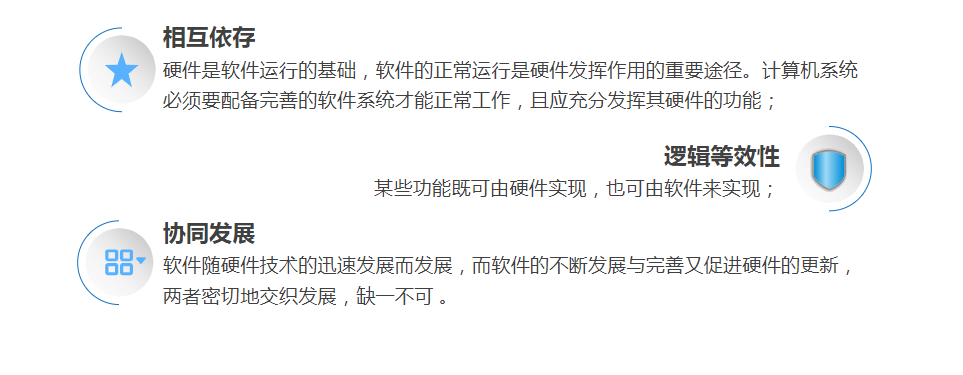 相互依存
硬件是软件运行的基础，软件的正常运行是硬件发挥作用的重要途径。计算机系统
必须要配备完善的软件系统才能正常工作，且应充分发挥其硬件的功能；
逻辑等效性
某些功能既可由硬件实现，也可由软件来实现；
协同发展
软件随硬件技术的迅速发展而发展，而软件的不断发展与完善又促进硬件的更新，
两者密切地交织发展，缺一不可 。